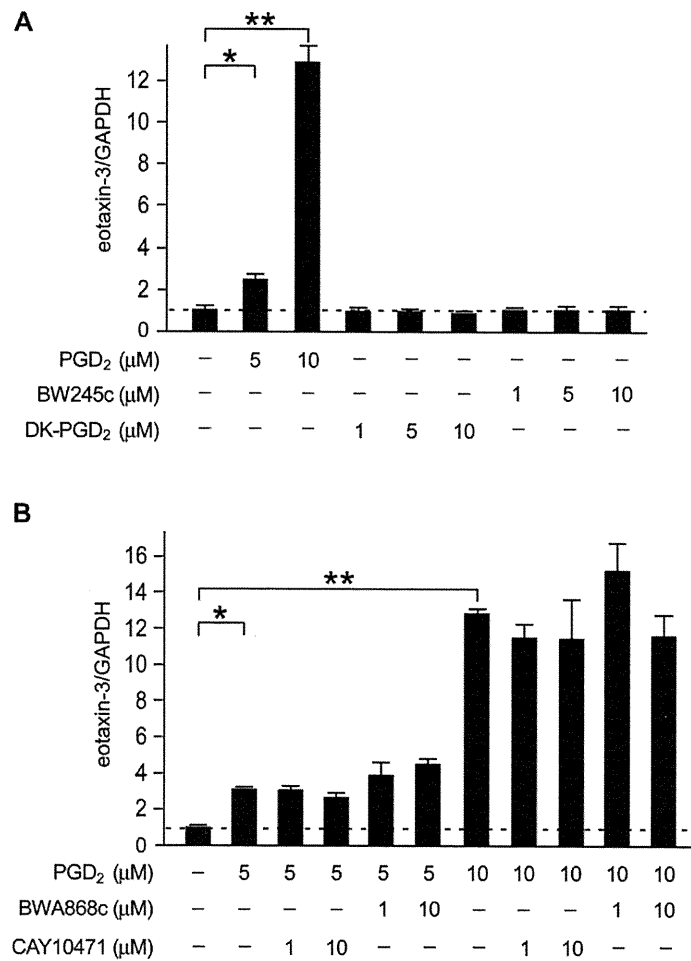 A
**
*
eotaxin-3/GAPDH
12
10
8
6
4
2
0
PGD₂ (µM) – 5 10 – – – – – –
BW245c (µM) – – – – – – 1 5 10
DK-PGD₂ (µM) – – – 1 5 10 – – –
B
**
*
eotaxin-3/GAPDH
16
14
12
10
8
6
4
2
0
PGD₂ (µM) – 5 5 5 5 5 10 10 10 10 10
BWA868c (µM) – – – – 1 10 – – – 1 10
CAY10471 (µM) – – 1 10 – – – 1 10 – –